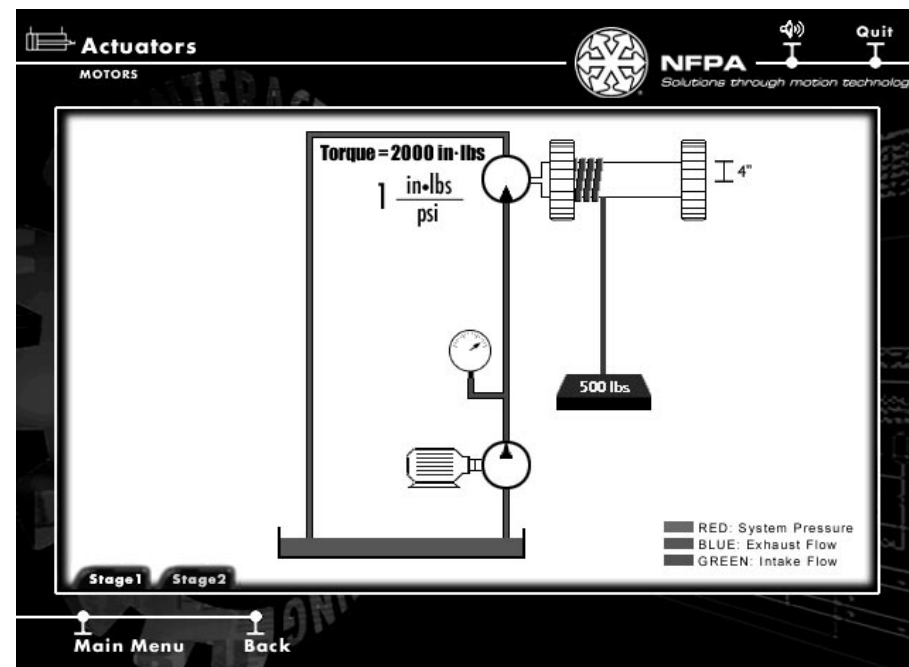 Actuators
MOTORS
NFPA
Solutions through motion technolog
Quit
Torque = 2000 in·lbs
1 in•lbs
psi
4"
500 lbs
RED: System Pressure
BLUE: Exhaust Flow
GREEN: Intake Flow
Stage1 Stage2
Main Menu Back